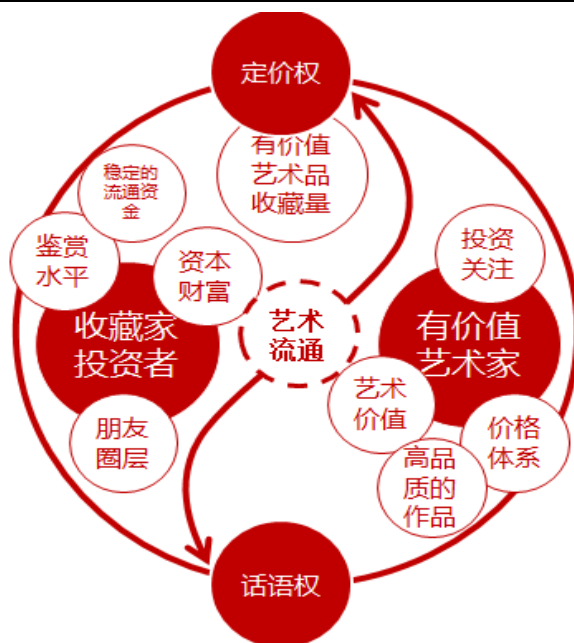 定价权
有价值
艺术品
收藏量
稳定的
流通资
金
鉴赏
水平
资本
财富
收藏家
投资者
朋友
圈层
艺术
流通
投资
关注
有价值
艺术家
艺术
价值
价格
体系
高品
质的
作品
话语权